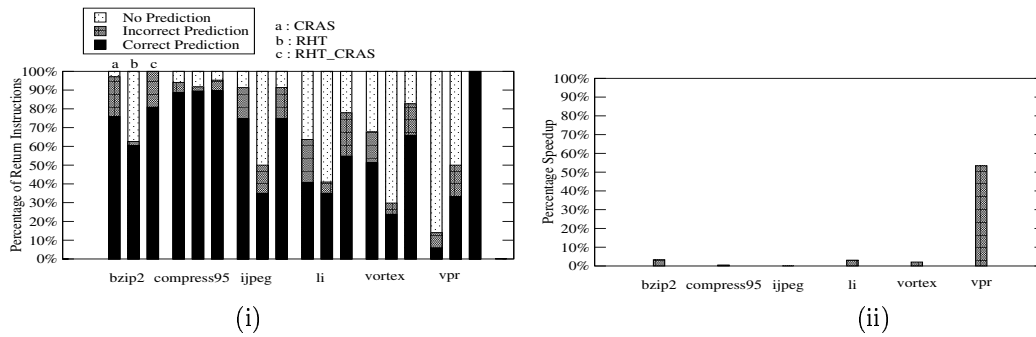 No Prediction
Incorrect Prediction
Correct Prediction
a : CRAS
b : RHT
c : RHT_CRAS
a b c
Percentage of Return Instructions
100%
90%
80%
70%
60%
50%
40%
30%
20%
10%
0%
bzip2 compress95 ijpeg li vortex vpr
(i)
Percentage Speedup
100%
90%
80%
70%
60%
50%
40%
30%
20%
10%
0%
bzip2 compress95 ijpeg li vortex vpr
(ii)